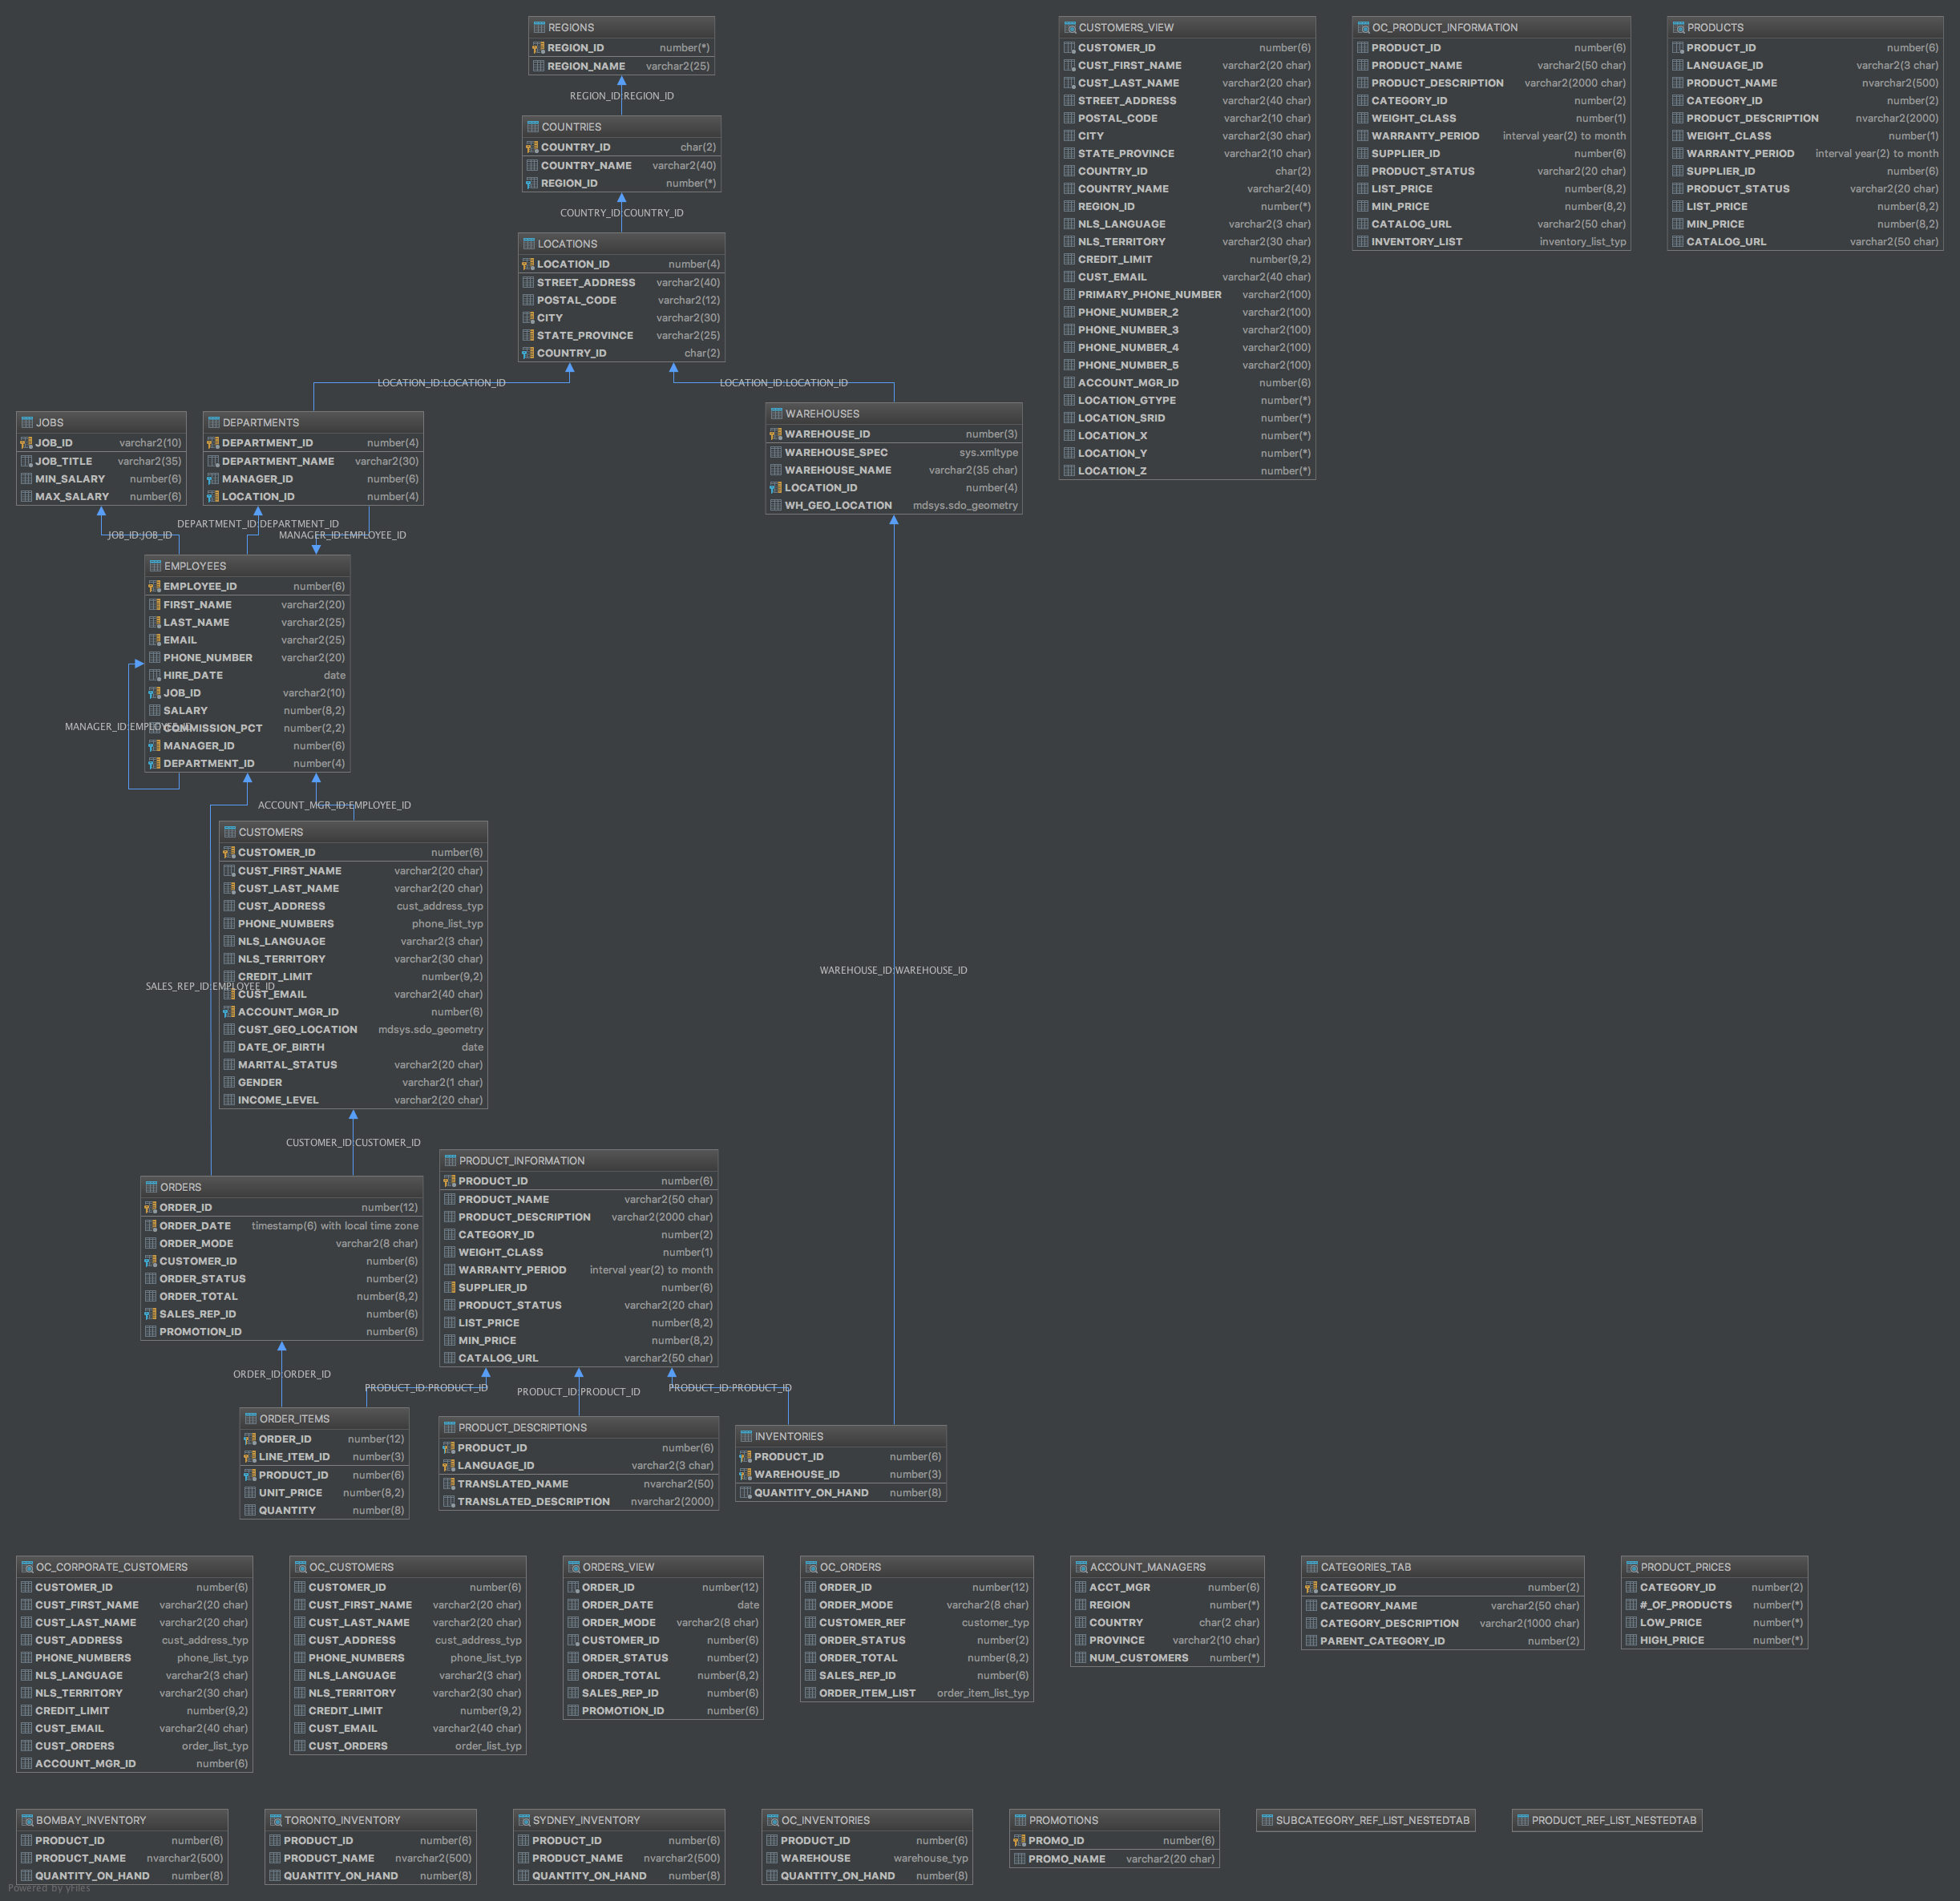 REGIONS
REGION_ID number(*)
REGION_NAME varchar2(25)
REGION_ID:REGION_ID
COUNTRIES
COUNTRY_ID char(2)
COUNTRY_NAME varchar2(40)
REGION_ID number(*)
COUNTRY_ID:COUNTRY_ID
LOCATIONS
LOCATION_ID number(4)
STREET_ADDRESS varchar2(40)
POSTAL_CODE varchar2(12)
CITY varchar2(30)
STATE_PROVINCE varchar2(25)
COUNTRY_ID char(2)
LOCATION_ID:LOCATION_ID
LOCATION_ID:LOCATION_ID
CUSTOMERS_VIEW
CUSTOMER_ID number(6)
CUST_FIRST_NAME varchar2(20 char)
CUST_LAST_NAME varchar2(20 char)
STREET_ADDRESS varchar2(40 char)
POSTAL_CODE varchar2(10 char)
CITY varchar2(30 char)
STATE_PROVINCE varchar2(10 char)
COUNTRY_ID char(2)
COUNTRY_NAME varchar2(40)
REGION_ID number(*)
NLS_LANGUAGE varchar2(3 char)
NLS_TERRITORY varchar2(30 char)
CREDIT_LIMIT number(9,2)
CUST_EMAIL varchar2(40 char)
PRIMARY_PHONE_NUMBER varchar2(100)
PHONE_NUMBER_2 varchar2(100)
PHONE_NUMBER_3 varchar2(100)
PHONE_NUMBER_4 varchar2(100)
PHONE_NUMBER_5 varchar2(100)
ACCOUNT_MGR_ID number(6)
LOCATION_GTYPE number(*)
LOCATION_SRID number(*)
LOCATION_X number(*)
LOCATION_Y number(*)
LOCATION_Z number(*)
OC_PRODUCT_INFORMATION
PRODUCT_ID number(6)
PRODUCT_NAME varchar2(50 char)
PRODUCT_DESCRIPTION varchar2(2000 char)
CATEGORY_ID number(2)
WEIGHT_CLASS number(1)
WARRANTY_PERIOD interval year(2) to month
SUPPLIER_ID number(6)
PRODUCT_STATUS varchar2(20 char)
LIST_PRICE number(8,2)
MIN_PRICE number(8,2)
CATALOG_URL varchar2(50 char)
INVENTORY_LIST inventory_list_typ
PRODUCTS
PRODUCT_ID number(6)
LANGUAGE_ID varchar2(3 char)
PRODUCT_NAME nvarchar2(500)
CATEGORY_ID number(2)
PRODUCT_DESCRIPTION nvarchar2(2000)
WEIGHT_CLASS number(1)
WARRANTY_PERIOD interval year(2) to month
SUPPLIER_ID number(6)
PRODUCT_STATUS varchar2(20 char)
LIST_PRICE number(8,2)
MIN_PRICE number(8,2)
CATALOG_URL varchar2(50 char)
JOBS
JOB_ID varchar2(10)
JOB_TITLE varchar2(35)
MIN_SALARY number(6)
MAX_SALARY number(6)
DEPARTMENTS
DEPARTMENT_ID number(4)
DEPARTMENT_NAME varchar2(30)
MANAGER_ID number(6)
LOCATION_ID number(4)
WAREHOUSES
WAREHOUSE_ID number(3)
WAREHOUSE_SPEC sys.xmltype
WAREHOUSE_NAME varchar2(35 char)
LOCATION_ID number(4)
WH_GEO_LOCATION mdsys.sdo_geometry
DEPARTMENT_ID:DEPARTMENT_ID
JOB_ID:JOB_ID
MANAGER_ID:EMPLOYEE_ID
EMPLOYEES
EMPLOYEE_ID number(6)
FIRST_NAME varchar2(20)
LAST_NAME varchar2(25)
EMAIL varchar2(25)
PHONE_NUMBER varchar2(20)
HIRE_DATE date
JOB_ID varchar2(10)
SALARY number(8,2)
MANAGER_ID:EMPLOYEE_ID
COMMISSION_PCT number(2,2)
MANAGER_ID number(6)
DEPARTMENT_ID number(4)
ACCOUNT_MGR_ID:EMPLOYEE_ID
CUSTOMERS
CUSTOMER_ID number(6)
CUST_FIRST_NAME varchar2(20 char)
CUST_LAST_NAME varchar2(20 char)
CUST_ADDRESS cust_address_typ
PHONE_NUMBERS phone_list_typ
NLS_LANGUAGE varchar2(3 char)
NLS_TERRITORY varchar2(30 char)
CREDIT_LIMIT number(9,2)
SALES_REP_ID:EMPLOYEE_ID
CUST_EMAIL varchar2(40 char)
ACCOUNT_MGR_ID number(6)
CUST_GEO_LOCATION mdsys.sdo_geometry
DATE_OF_BIRTH date
MARITAL_STATUS varchar2(20 char)
GENDER varchar2(1 char)
INCOME_LEVEL varchar2(20 char)
WAREHOUSE_ID:WAREHOUSE_ID
CUSTOMER_ID:CUSTOMER_ID
ORDERS
ORDER_ID number(12)
ORDER_DATE timestamp(6) with local time zone
ORDER_MODE varchar2(8 char)
CUSTOMER_ID number(6)
ORDER_STATUS number(2)
ORDER_TOTAL number(8,2)
SALES_REP_ID number(6)
PROMOTION_ID number(6)
PRODUCT_INFORMATION
PRODUCT_ID number(6)
PRODUCT_NAME varchar2(50 char)
PRODUCT_DESCRIPTION varchar2(2000 char)
CATEGORY_ID number(2)
WEIGHT_CLASS number(1)
WARRANTY_PERIOD interval year(2) to month
SUPPLIER_ID number(6)
PRODUCT_STATUS varchar2(20 char)
LIST_PRICE number(8,2)
MIN_PRICE number(8,2)
CATALOG_URL varchar2(50 char)
ORDER_ID:ORDER_ID
PRODUCT_ID:PRODUCT_ID
PRODUCT_ID:PRODUCT_ID
PRODUCT_ID:PRODUCT_ID
ORDER_ITEMS
ORDER_ID number(12)
LINE_ITEM_ID number(3)
PRODUCT_ID number(6)
UNIT_PRICE number(8,2)
QUANTITY number(8)
PRODUCT_DESCRIPTIONS
PRODUCT_ID number(6)
LANGUAGE_ID varchar2(3 char)
TRANSLATED_NAME nvarchar2(50)
TRANSLATED_DESCRIPTION nvarchar2(2000)
INVENTORIES
PRODUCT_ID number(6)
WAREHOUSE_ID number(3)
QUANTITY_ON_HAND number(8)
OC_CORPORATE_CUSTOMERS
CUSTOMER_ID number(6)
CUST_FIRST_NAME varchar2(20 char)
CUST_LAST_NAME varchar2(20 char)
CUST_ADDRESS cust_address_typ
PHONE_NUMBERS phone_list_typ
NLS_LANGUAGE varchar2(3 char)
NLS_TERRITORY varchar2(30 char)
CREDIT_LIMIT number(9,2)
CUST_EMAIL varchar2(40 char)
CUST_ORDERS order_list_typ
ACCOUNT_MGR_ID number(6)
OC_CUSTOMERS
CUSTOMER_ID number(6)
CUST_FIRST_NAME varchar2(20 char)
CUST_LAST_NAME varchar2(20 char)
CUST_ADDRESS cust_address_typ
PHONE_NUMBERS phone_list_typ
NLS_LANGUAGE varchar2(3 char)
NLS_TERRITORY varchar2(30 char)
CREDIT_LIMIT number(9,2)
CUST_EMAIL varchar2(40 char)
CUST_ORDERS order_list_typ
ORDERS_VIEW
ORDER_ID number(12)
ORDER_DATE date
ORDER_MODE varchar2(8 char)
CUSTOMER_ID number(6)
ORDER_STATUS number(2)
ORDER_TOTAL number(8,2)
SALES_REP_ID number(6)
PROMOTION_ID number(6)
OC_ORDERS
ORDER_ID number(12)
ORDER_MODE varchar2(8 char)
CUSTOMER_REF customer_typ
ORDER_STATUS number(2)
ORDER_TOTAL number(8,2)
SALES_REP_ID number(6)
ORDER_ITEM_LIST order_item_list_typ
ACCOUNT_MANAGERS
ACCT_MGR number(6)
REGION number(*)
COUNTRY char(2 char)
PROVINCE varchar2(10 char)
NUM_CUSTOMERS number(*)
CATEGORIES_TAB
CATEGORY_ID number(2)
CATEGORY_NAME varchar2(50 char)
CATEGORY_DESCRIPTION varchar2(1000 char)
PARENT_CATEGORY_ID number(2)
PRODUCT_PRICES
CATEGORY_ID number(2)
#_OF_PRODUCTS number(*)
LOW_PRICE number(*)
HIGH_PRICE number(*)
BOMBAY_INVENTORY
PRODUCT_ID number(6)
PRODUCT_NAME nvarchar2(500)
QUANTITY_ON_HAND number(8)
TORONTO_INVENTORY
PRODUCT_ID number(6)
PRODUCT_NAME nvarchar2(500)
QUANTITY_ON_HAND number(8)
SYDNEY_INVENTORY
PRODUCT_ID number(6)
PRODUCT_NAME nvarchar2(500)
QUANTITY_ON_HAND number(8)
OC_INVENTORIES
PRODUCT_ID number(6)
WAREHOUSE warehouse_typ
QUANTITY_ON_HAND number(8)
PROMOTIONS
PROMO_ID number(6)
PROMO_NAME varchar2(20 char)
SUBCATEGORY_REF_LIST_NESTEDTAB
PRODUCT_REF_LIST_NESTEDTAB
Powered by yFiles